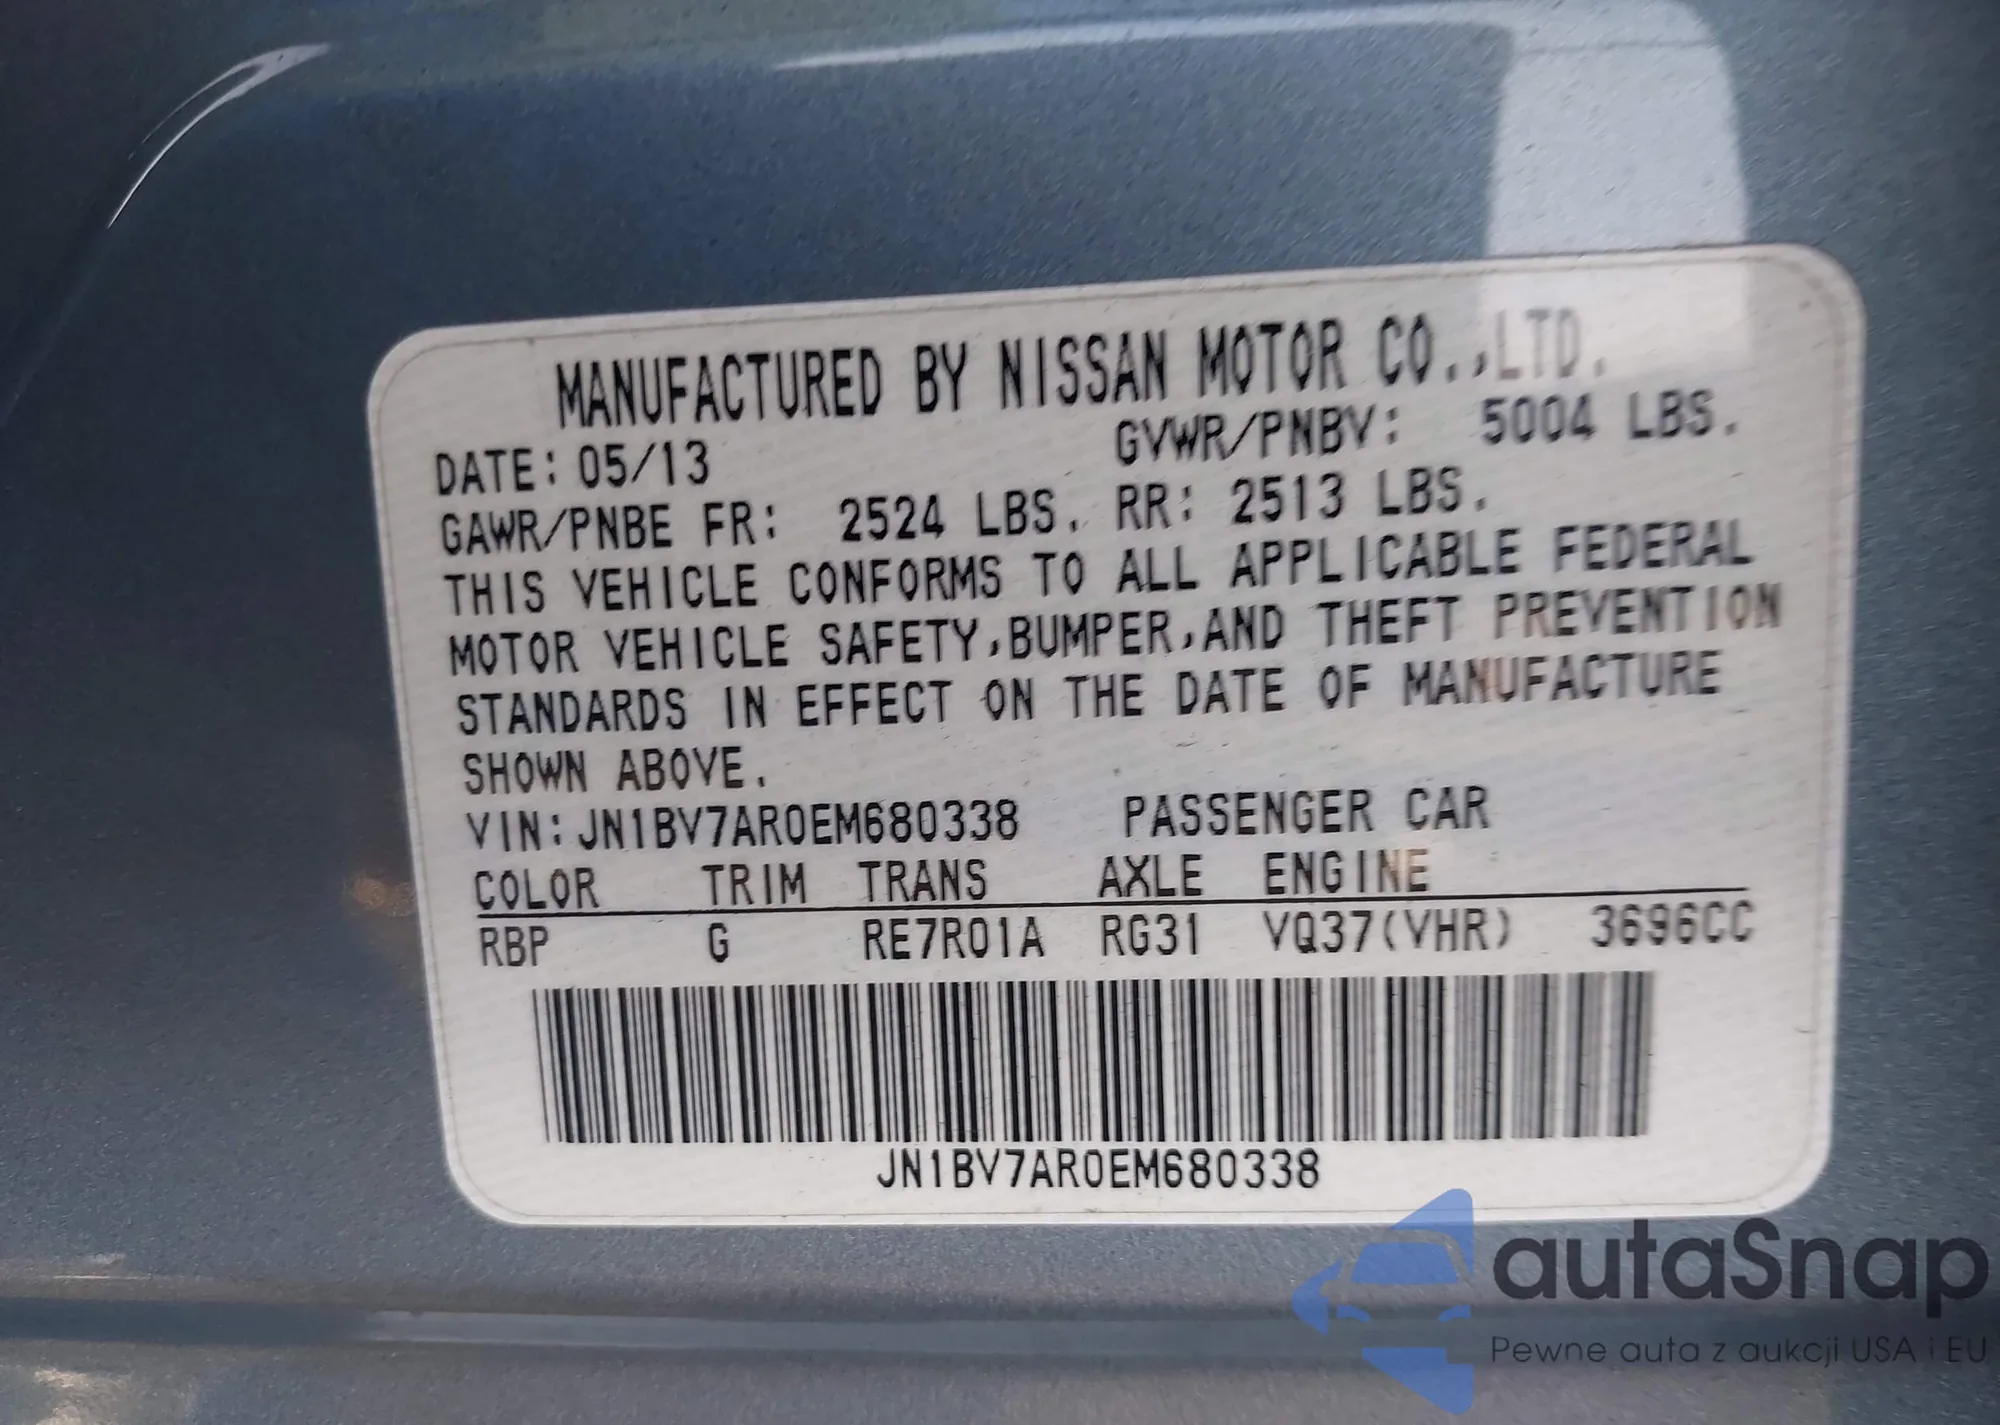 MANUFACTURED BY NISSAN MOTOR CO.,LTD.
DATE: 05/13 GVWR/PNBV: 5004 LBS.
GAWR/PNBE FR: 2524 LBS. RR: 2513 LBS.
THIS VEHICLE CONFORMS TO ALL APPLICABLE FEDERAL
MOTOR VEHICLE SAFETY,BUMPER,AND THEFT PREVENTION
STANDARDS IN EFFECT ON THE DATE OF MANUFACTURE
SHOWN ABOVE.
VIN:JN1BV7AR0EM680338 PASSENGER CAR
COLOR TRIM TRANS AXLE ENGINE
RBP G RE7R01A RG31 VQ37(VHR) 3696CC
JN1BV7AR0EM680338
autaSnap
Pewne auta z aukcji USA i EU